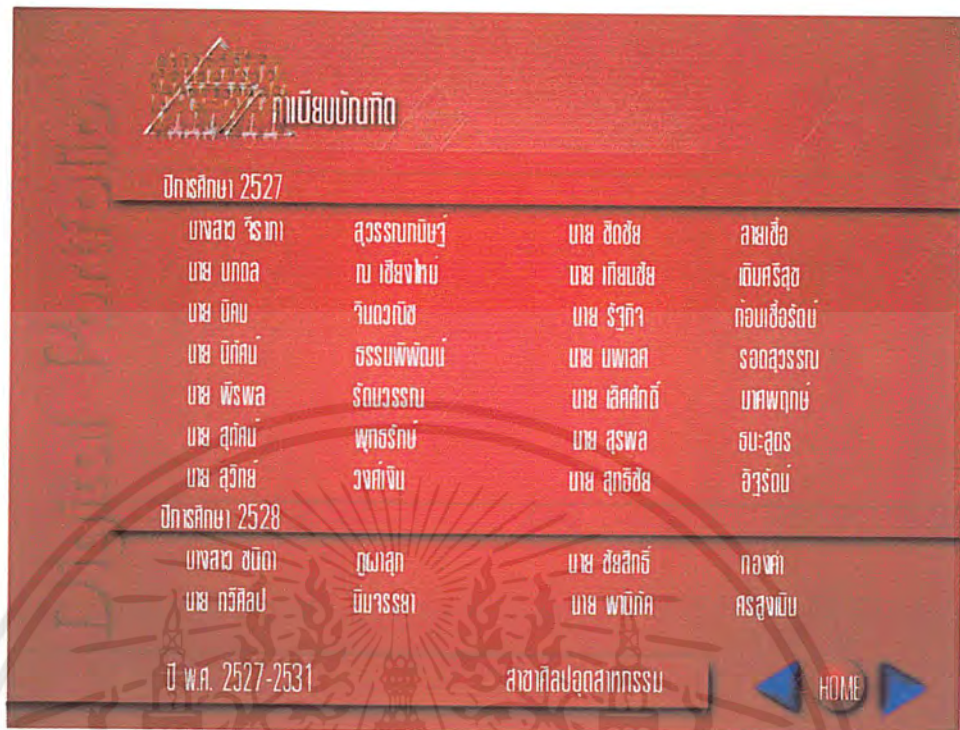 ทำเนียบบัณฑิต
ปีการศึกษา 2527
นางสาว จิราภา สุวรรณทนิษฐ์ นาย ชิดชัย สายเชื้อ
นาย นภดล ณ เชียงใหม่ นาย เทียมชัย เติมศรีสุข
นาย นิคม จินดวณิช นาย รัฐกิจ ก้อนเชื้อรัตน์
นาย นิทัศน์ ธรรมพิพัฒน์ นาย นพเลศ รอดสุวรรณ
นาย พีรพล รัตนวรรณ นาย เลิศศักดิ์ นาศพฤกษ์
นาย สุทัศน์ พุทธรักษ์ นาย สุรพล ธนะสูตร
นาย สุวิทย์ วงศ์เงิน นาย สุทธิชัย อิฐรัตน์
ปีการศึกษา 2528
นางสาว ชนิดา ภูผาสุก นาย ชัยสิทธิ์ ทองคำ
นาย ทวีศิลป นิ่มจรรยา นาย พานิภัค ศรสูงเนิน
ปี พ.ศ. 2527-2531 สาขาศิลปอุตสาหกรรม HOME